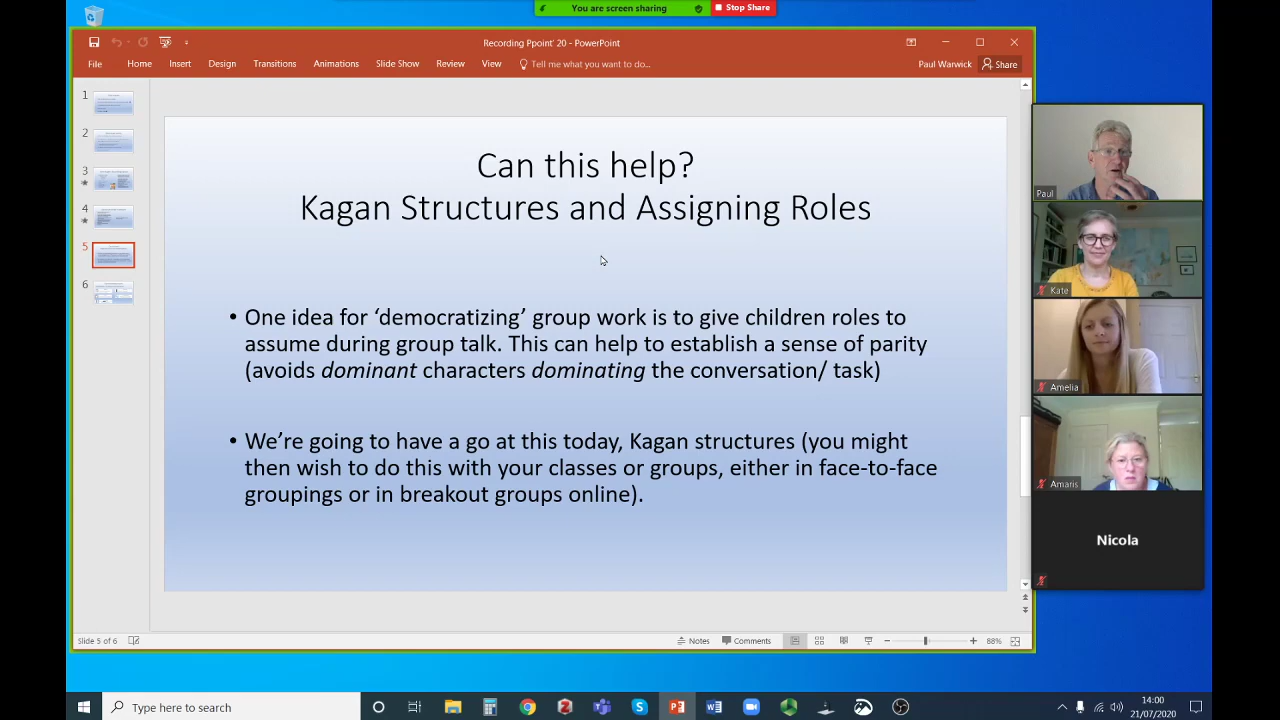 You are screen sharing
Stop Share
Recording Ppoint' 20 - PowerPoint
File
Home
Insert
Design
Transitions
Animations
Slide Show
Review
View
Tell me what you want to do...
Paul Warwick
Share
1
2
3
4
5
6
Can this help?
Kagan Structures and Assigning Roles
• One idea for ‘democratizing’ group work is to give children roles to
assume during group talk. This can help to establish a sense of parity
(avoids dominant characters dominating the conversation/ task)
• We’re going to have a go at this today, Kagan structures (you might
then wish to do this with your classes or groups, either in face-to-face
groupings or in breakout groups online).
Paul
Kate
Amelia
Amaris
Nicola
Slide 5 of 6
Notes
Comments
88%
Type here to search
14:00
21/07/2020